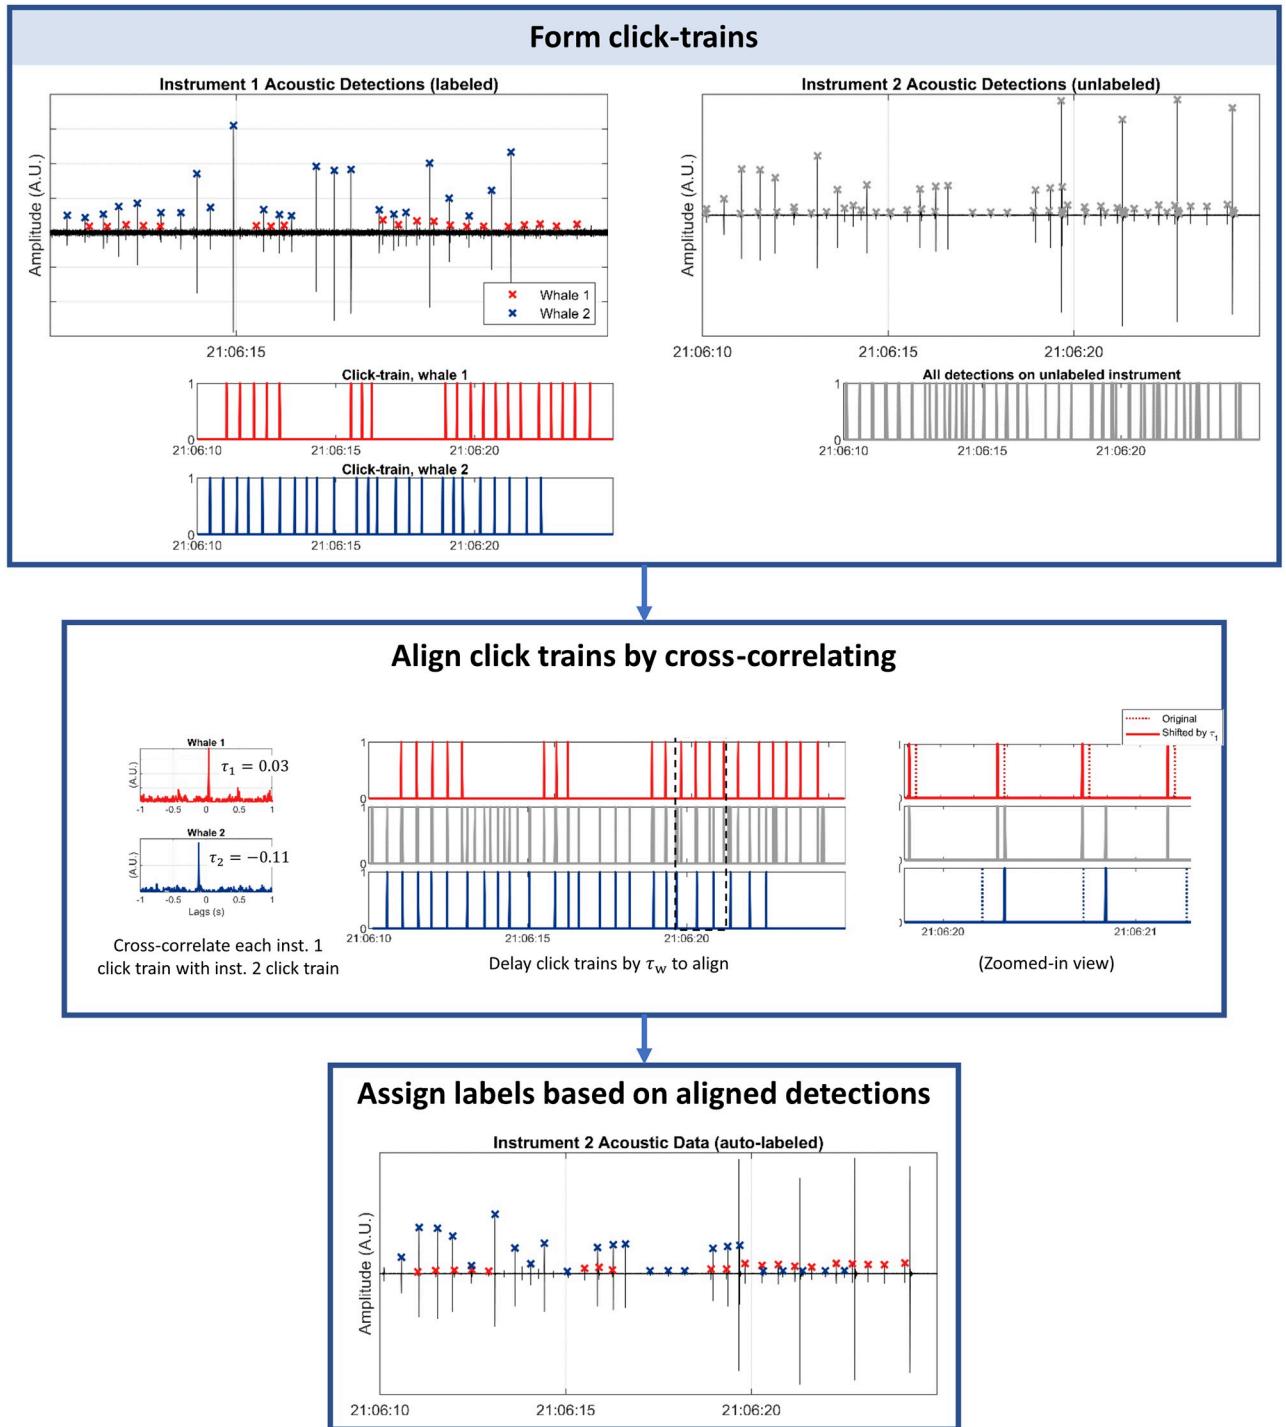 Form click-trains
Instrument 1 Acoustic Detections (labeled)
Amplitude (A.U.)
Whale 1
Whale 2
21:06:15
Instrument 2 Acoustic Detections (unlabeled)
Amplitude (A.U.)
21:06:10 21:06:15 21:06:20
Click-train, whale 1
1
0
21:06:10 21:06:15 21:06:20
Click-train, whale 2
1
0
21:06:10 21:06:15 21:06:20
All detections on unlabeled instrument
1
0
21:06:10 21:06:15 21:06:20
Align click trains by cross-correlating
Whale 1
(A.U.)
τ₁ = 0.03
-1 -0.5 0 0.5 1
Whale 2
(A.U.)
τ₂ = −0.11
-1 -0.5 0 0.5 1
Lags (s)
Cross-correlate each inst. 1
click train with inst. 2 click train
1
0
1
0
1
0
21:06:10 21:06:15 21:06:20
Delay click trains by τw to align
Original
Shifted by τ₁
21:06:20 21:06:21
(Zoomed-in view)
Assign labels based on aligned detections
Instrument 2 Acoustic Data (auto-labeled)
Amplitude (A.U.)
21:06:10 21:06:15 21:06:20